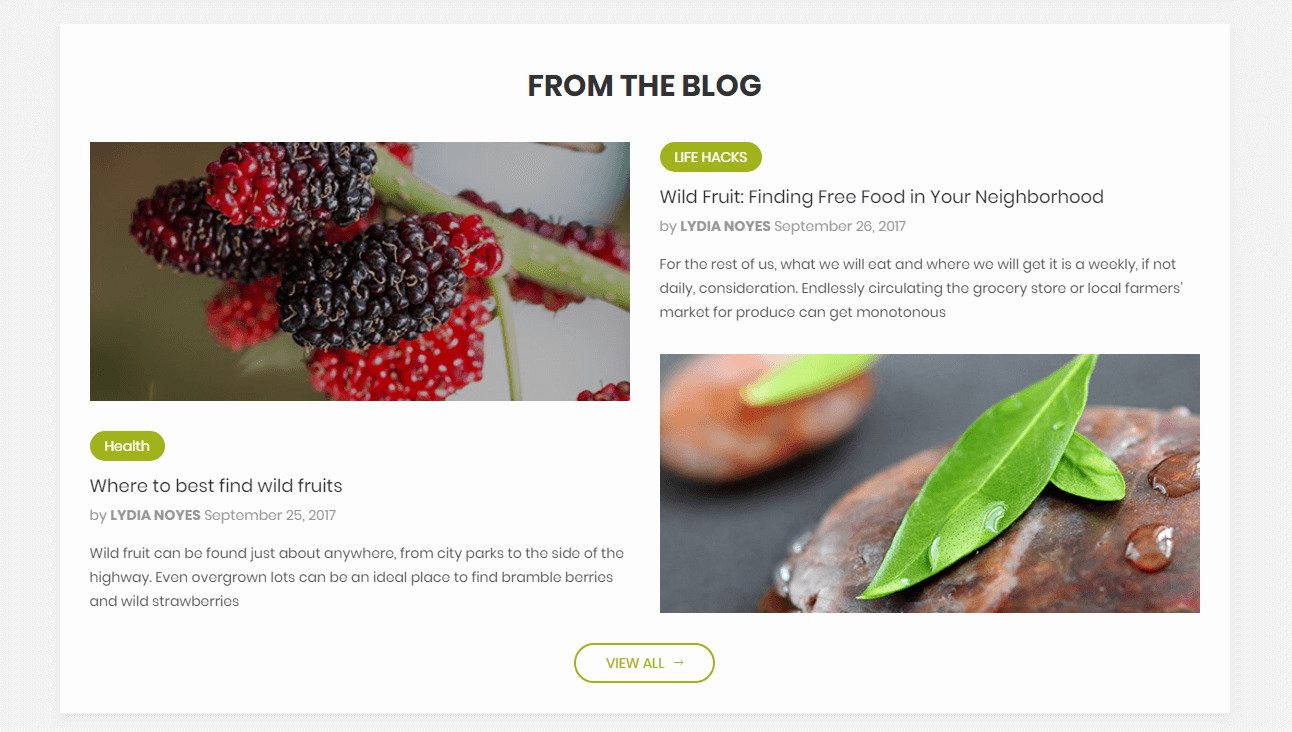 FROM THE BLOG
Health
Where to best find wild fruits
by LYDIA NOYES September 25, 2017
Wild fruit can be found just about anywhere, from city parks to the side of the
highway. Even overgrown lots can be an ideal place to find bramble berries
and wild strawberries
LIFE HACKS
Wild Fruit: Finding Free Food in Your Neighborhood
by LYDIA NOYES September 26, 2017
For the rest of us, what we will eat and where we will get it is a weekly, if not
daily, consideration. Endlessly circulating the grocery store or local farmers’
market for produce can get monotonous
VIEW ALL →